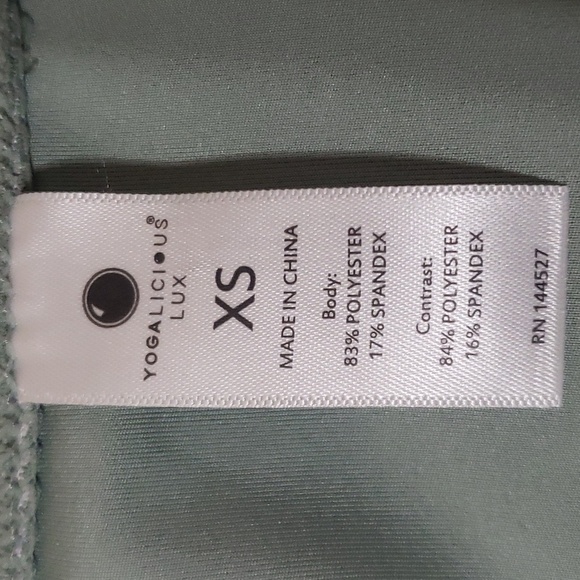 YOGALICIOUS®
LUX
XS
MADE IN CHINA
Body:
83% POLYESTER
17% SPANDEX
Contrast:
84% POLYESTER
16% SPANDEX
RN 144527